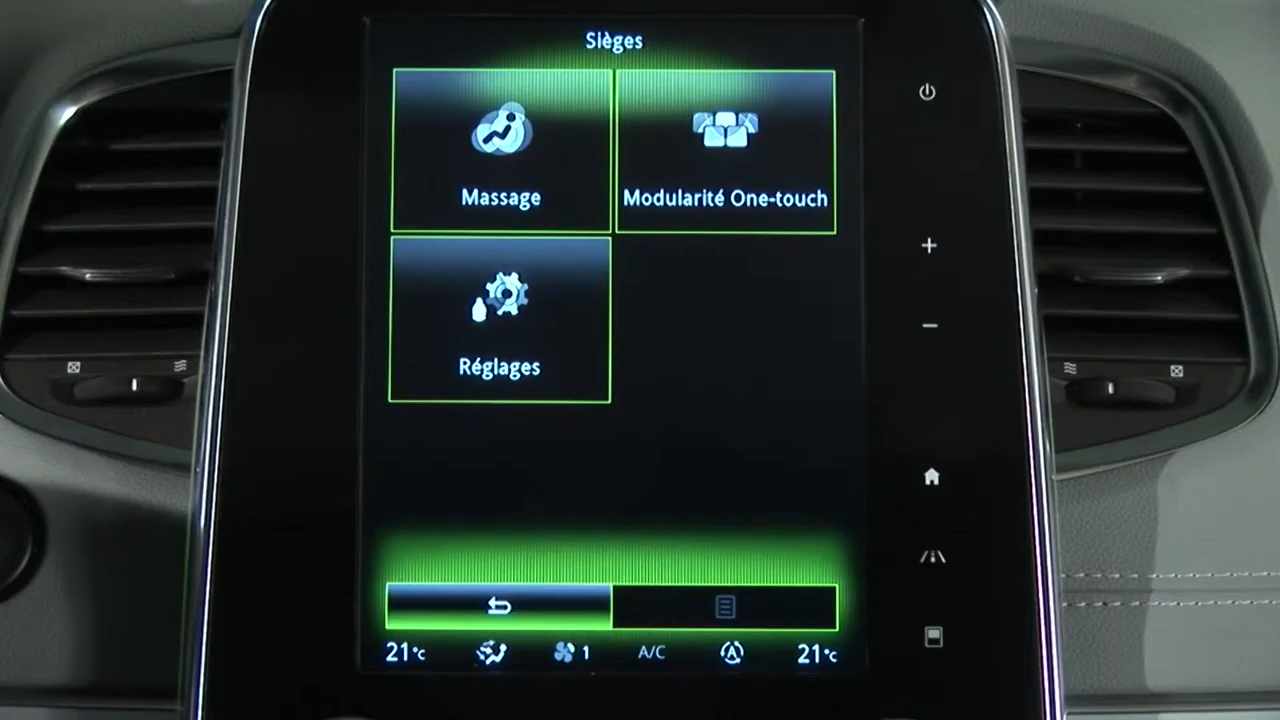 Sièges
Massage
Modularité One-touch
Réglages
21°c 1 A/C A 21°c